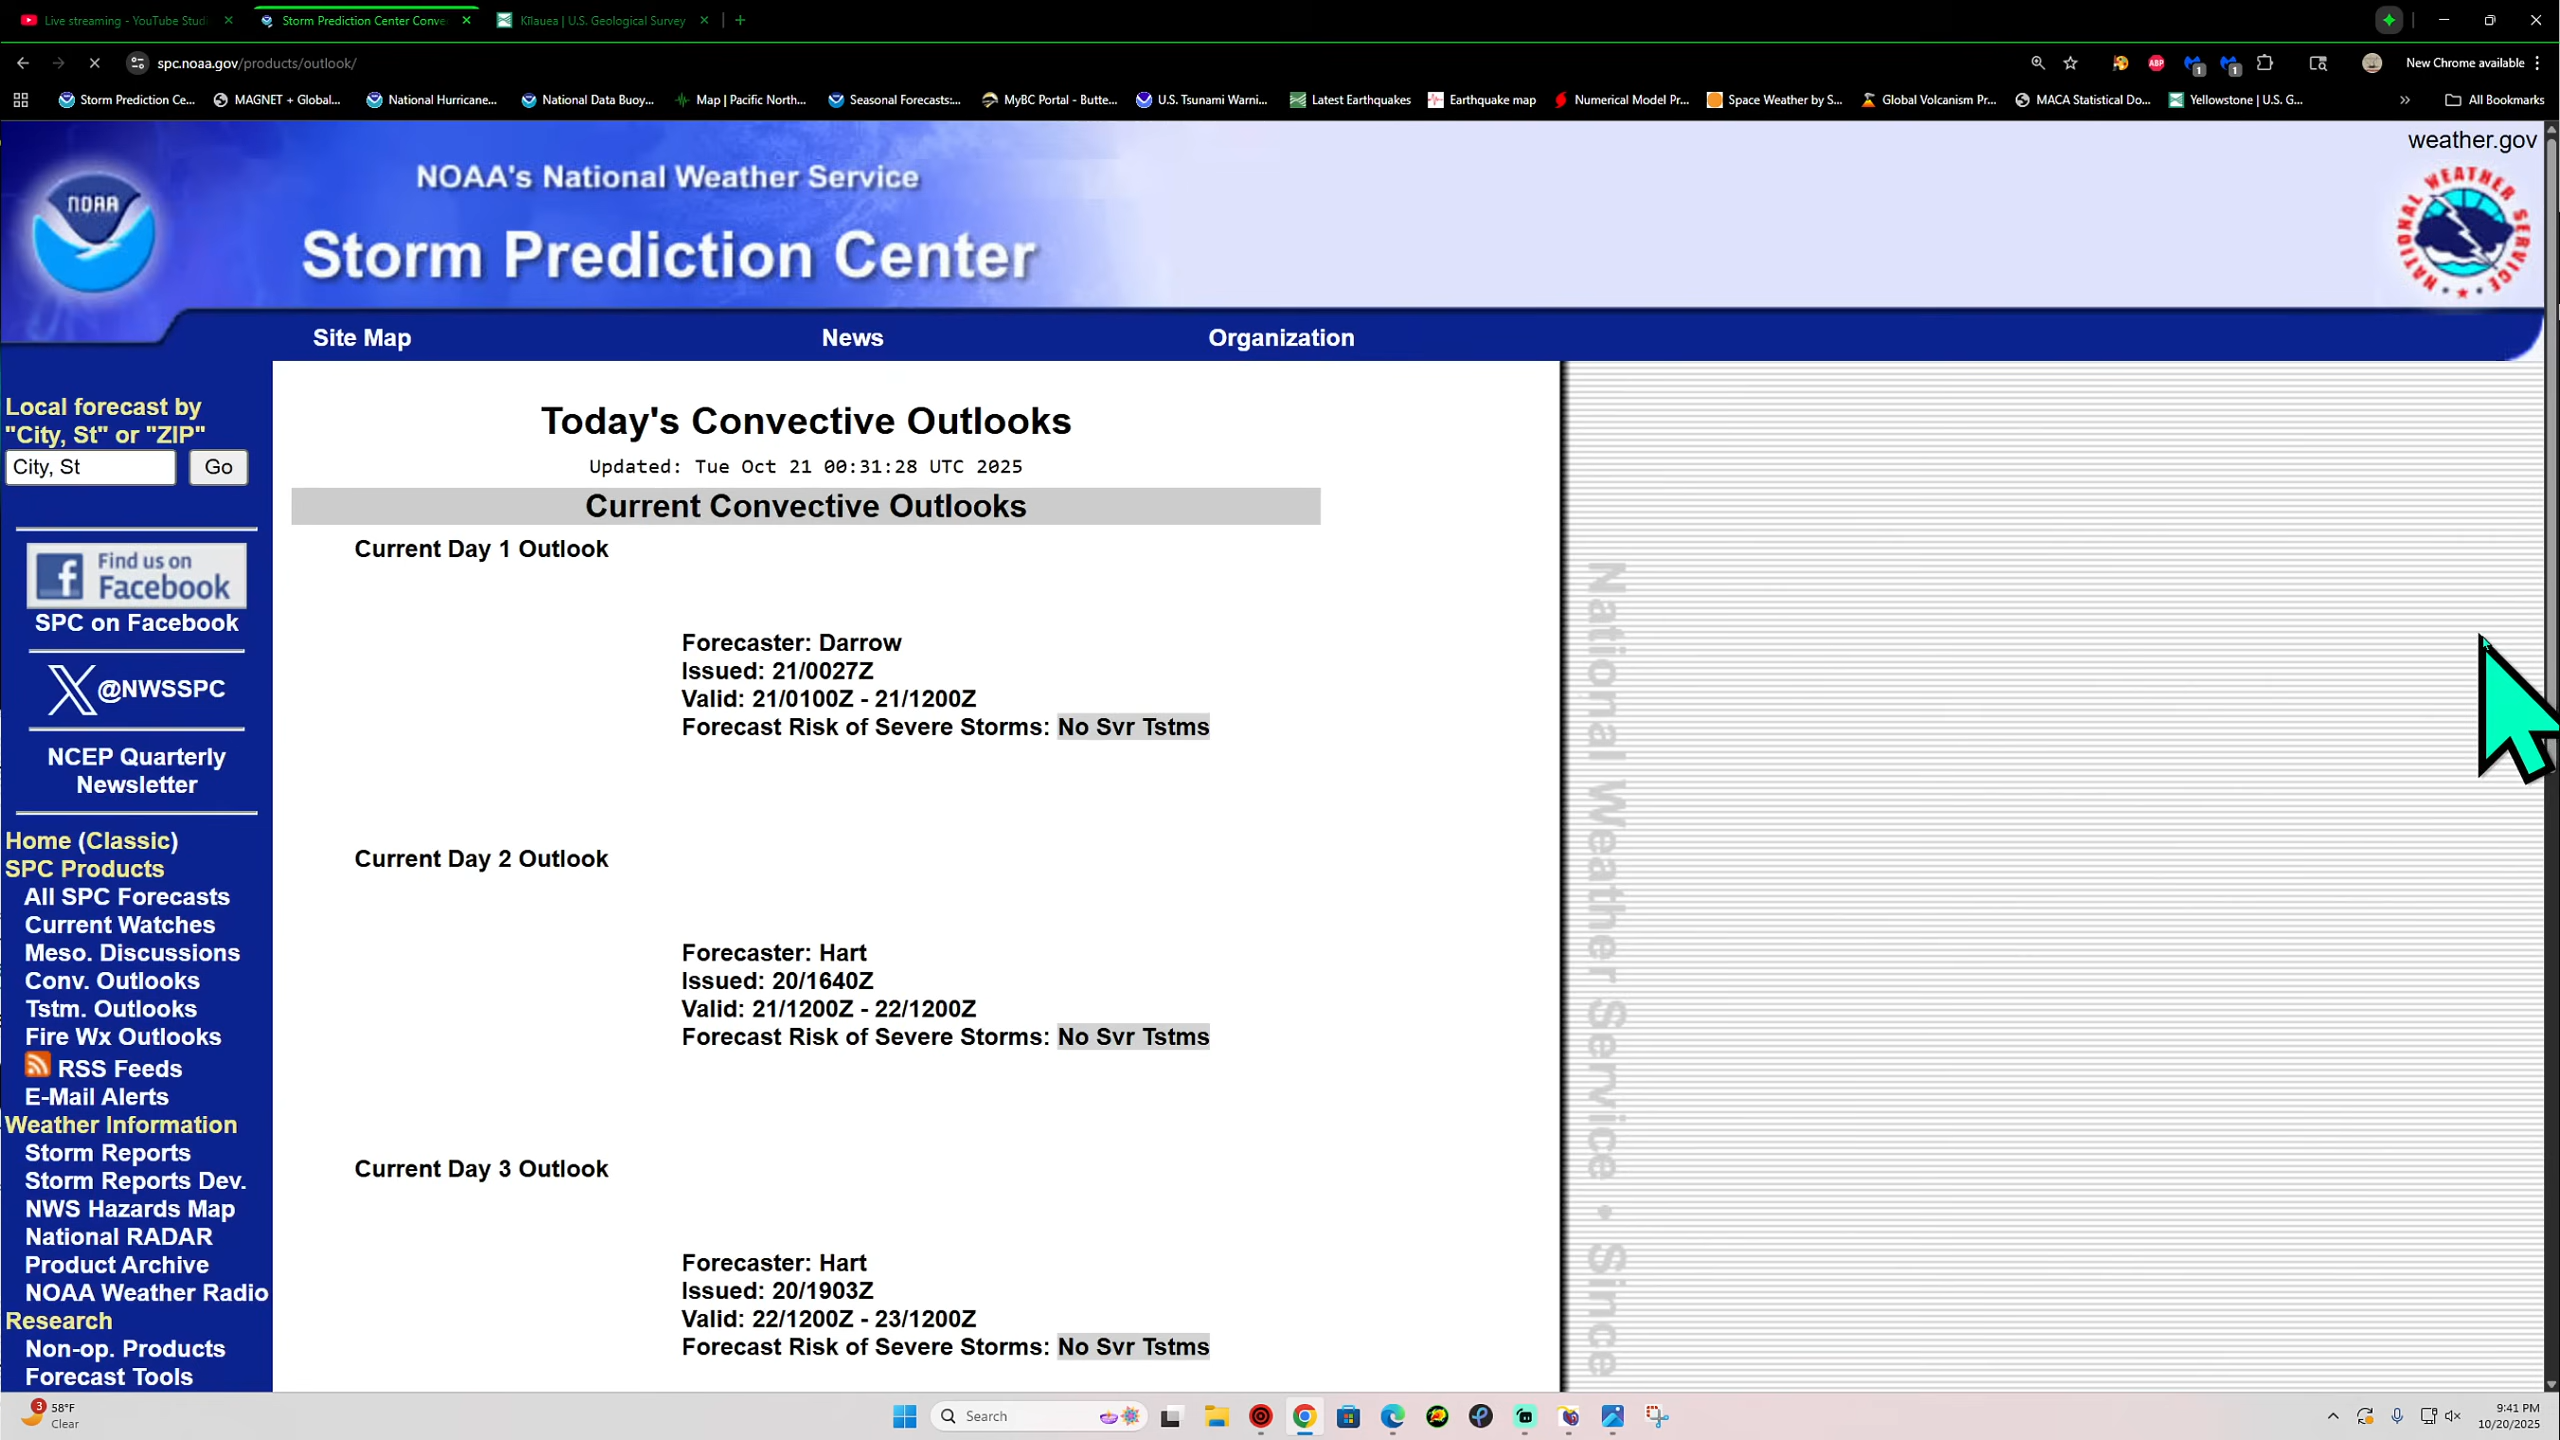 Live streaming - YouTube Studi
Storm Prediction Center Conve
Kīlauea | U.S. Geological Survey
spc.noaa.gov/products/outlook/
ABP
1
1
New Chrome available
Storm Prediction Ce...
MAGNET + Global...
National Hurricane...
National Data Buoy...
Map | Pacific North...
Seasonal Forecasts:...
MyBC Portal - Butte...
U.S. Tsunami Warni...
Latest Earthquakes
Earthquake map
Numerical Model Pr...
Space Weather by S...
Global Volcanism Pr...
MACA Statistical Do...
Yellowstone | U.S. G...
All Bookmarks
weather.gov
NOAA
NOAA's National Weather Service
Storm Prediction Center
NATIONAL WEATHER SERVICE
Site Map
News
Organization
Local forecast by
"City, St" or "ZIP"
City, St
Go
Find us on
Facebook
SPC on Facebook
@NWSSPC
NCEP Quarterly
Newsletter
Home (Classic)
SPC Products
All SPC Forecasts
Current Watches
Meso. Discussions
Conv. Outlooks
Tstm. Outlooks
Fire Wx Outlooks
RSS Feeds
E-Mail Alerts
Weather Information
Storm Reports
Storm Reports Dev.
NWS Hazards Map
National RADAR
Product Archive
NOAA Weather Radio
Research
Non-op. Products
Forecast Tools
Today's Convective Outlooks
Updated: Tue Oct 21 00:31:28 UTC 2025
Current Convective Outlooks
Current Day 1 Outlook
Forecaster: Darrow
Issued: 21/0027Z
Valid: 21/0100Z - 21/1200Z
Forecast Risk of Severe Storms: No Svr Tstms
Current Day 2 Outlook
Forecaster: Hart
Issued: 20/1640Z
Valid: 21/1200Z - 22/1200Z
Forecast Risk of Severe Storms: No Svr Tstms
Current Day 3 Outlook
Forecaster: Hart
Issued: 20/1903Z
Valid: 22/1200Z - 23/1200Z
Forecast Risk of Severe Storms: No Svr Tstms
National Weather Service • Since
3
58°F
Clear
Search
9:41 PM
10/20/2025